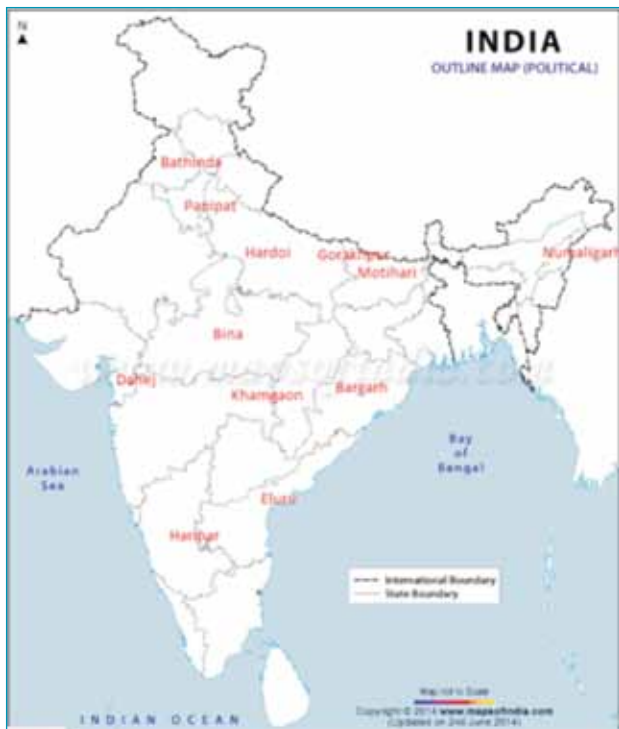 N
INDIA
OUTLINE MAP (POLITICAL)
Bathinda
Panipat
Hardoi
Gorakhpur
Motihari
Numaligarh
Bina
Dahej
Khamgaon
Bargarh
Arabian
Sea
Bay
of
Bengal
Eluru
Harihar
International Boundary
State Boundary
Map not to Scale
Copyright © 2014 www.mapsofindia.com
(Updated on 2nd June 2014)
INDIAN OCEAN